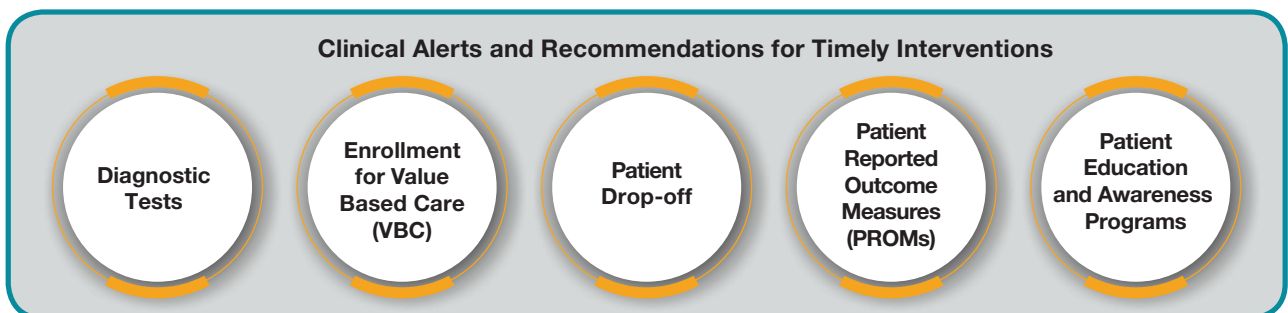 Clinical Alerts and Recommendations for Timely Interventions
Diagnostic
Tests
Enrollment
for Value
Based Care
(VBC)
Patient
Drop-off
Patient
Reported
Outcome
Measures
(PROMs)
Patient
Education
and Awareness
Programs